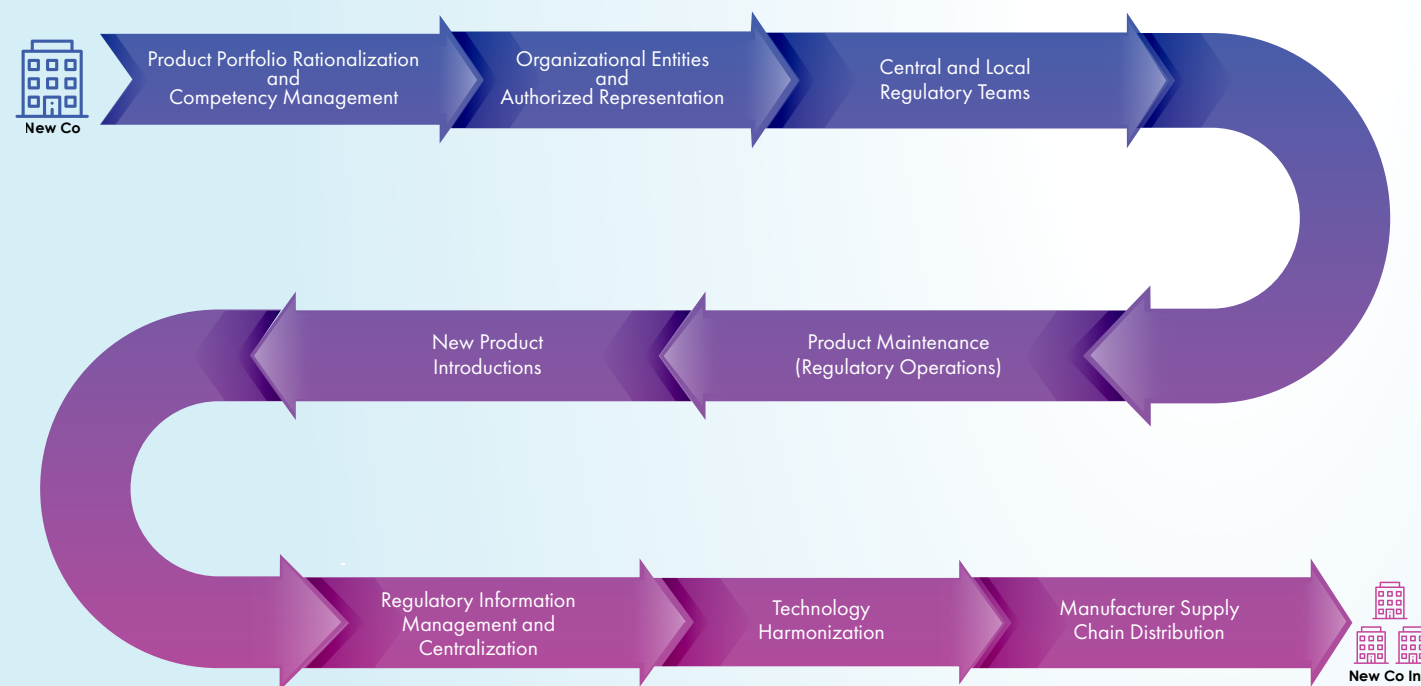 New Co
Product Portfolio Rationalization
and
Competency Management
Organizational Entities
and
Authorized Representation
Central and Local
Regulatory Teams
Product Maintenance
(Regulatory Operations)
New Product
Introductions
Regulatory Information
Management and
Centralization
Technology
Harmonization
Manufacturer Supply
Chain Distribution
New Co In